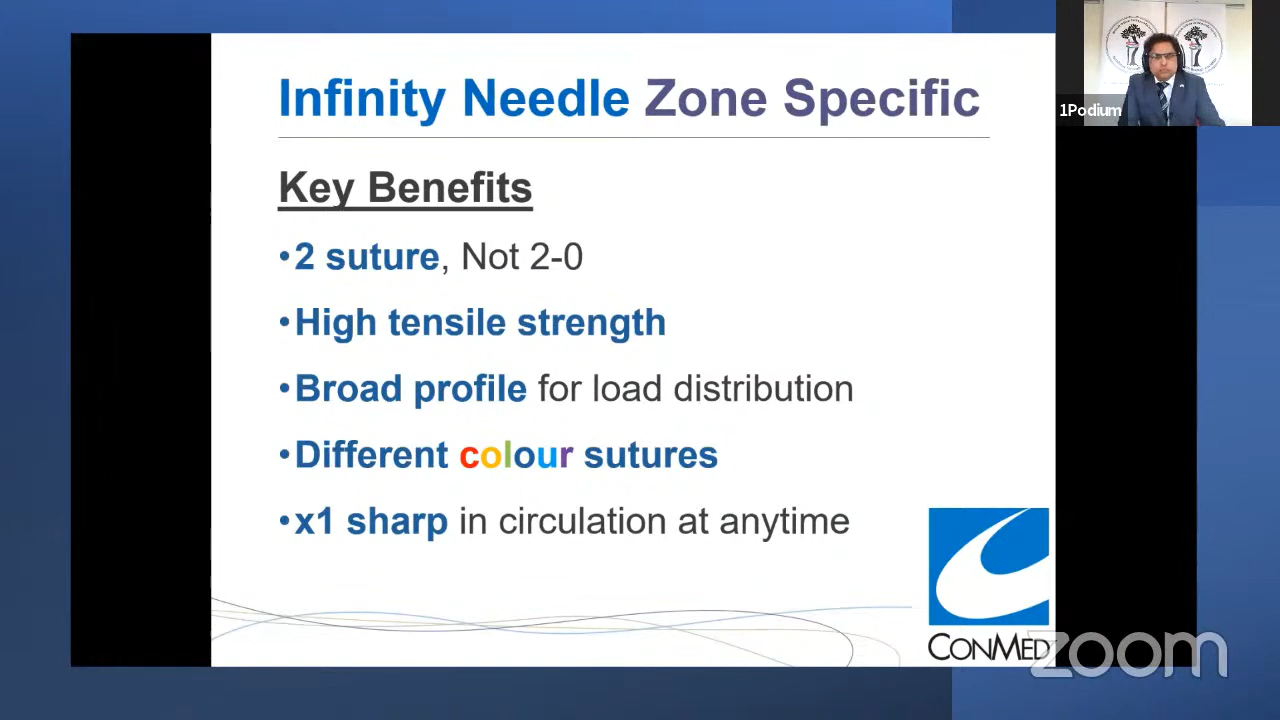 Infinity Needle Zone Specific
Key Benefits
•2 suture, Not 2-0
•High tensile strength
•Broad profile for load distribution
•Different colour sutures
•x1 sharp in circulation at anytime
CONMED
zoom
1Podium